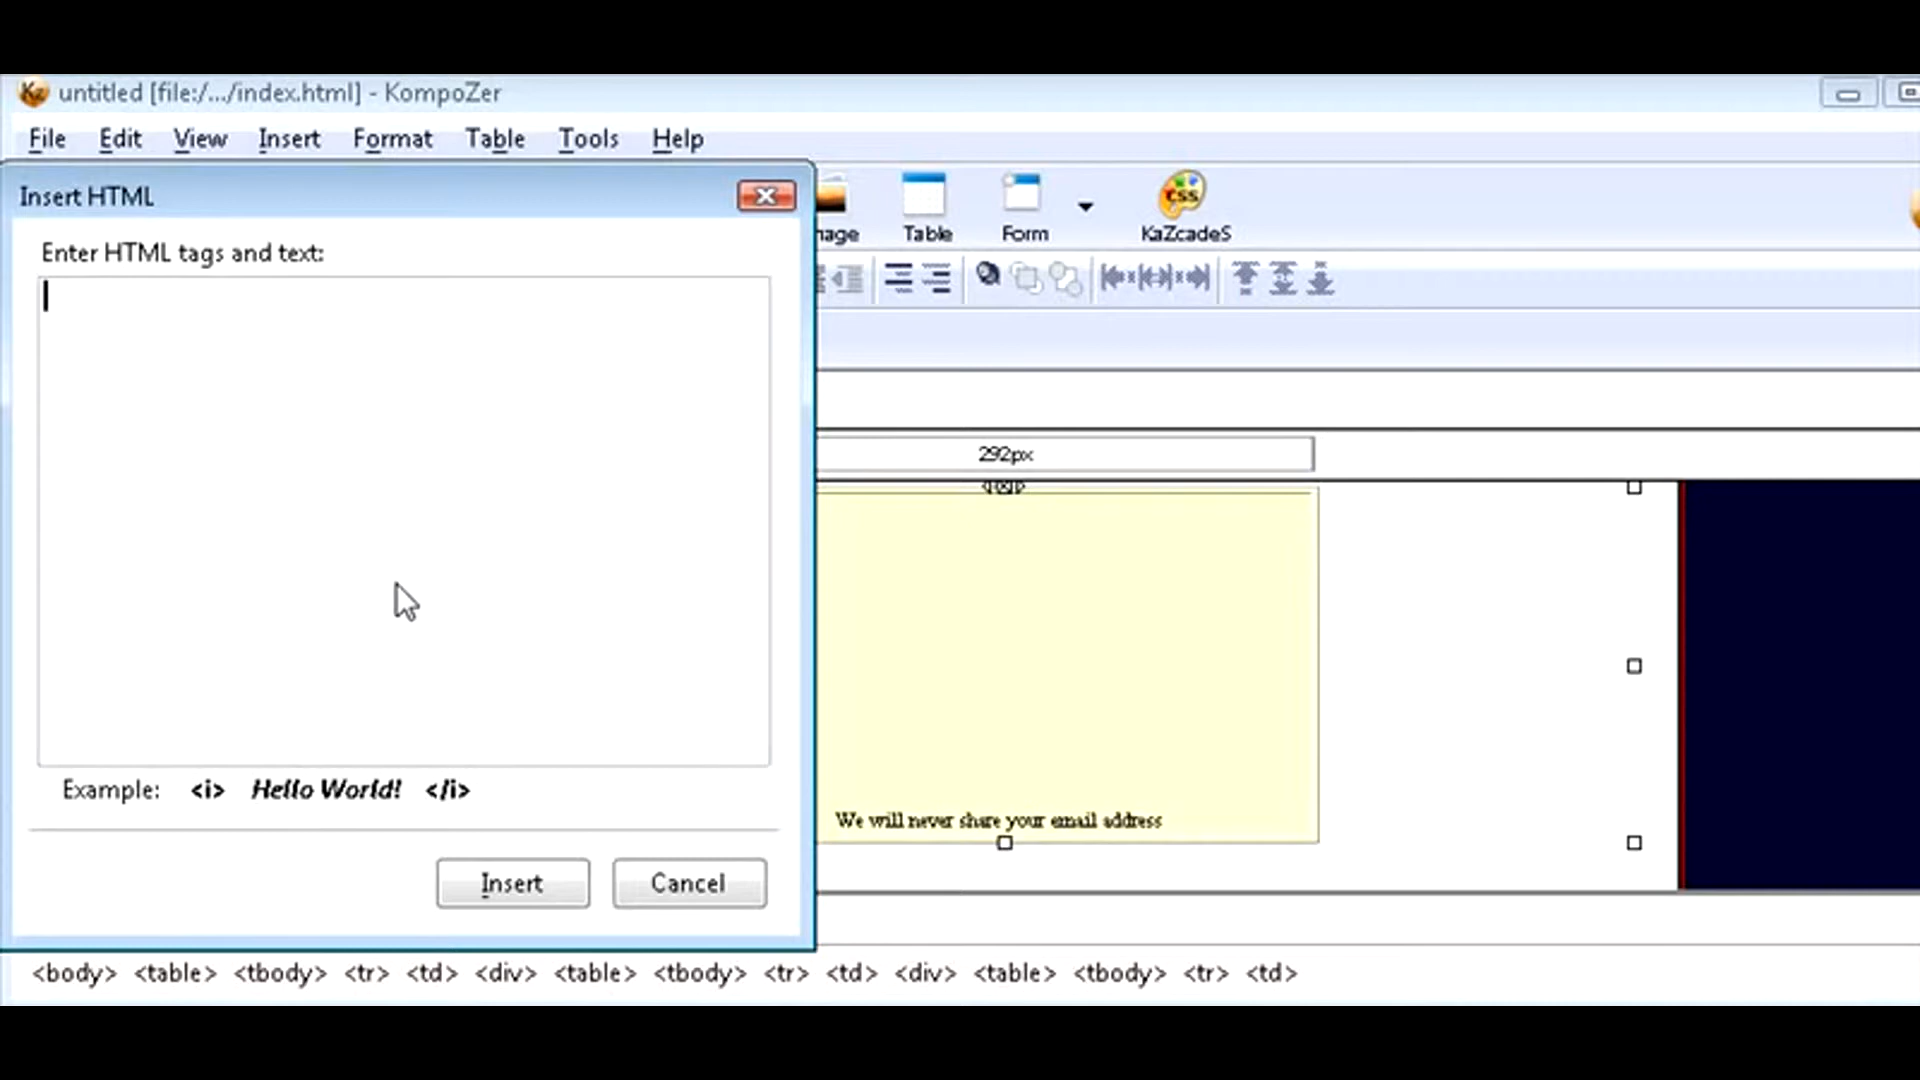 untitled [file:/.../index.html] - KompoZer
File Edit View Insert Format Table Tools Help
Insert HTML
Enter HTML tags and text:
Table Form KaZcadeS
CSS
292px
Example: <i> Hello World! </i>
We will never share your email address
Insert Cancel
<body> <table> <tbody> <tr> <td> <div> <table> <tbody> <tr> <td> <div> <table> <tbody> <tr> <td>